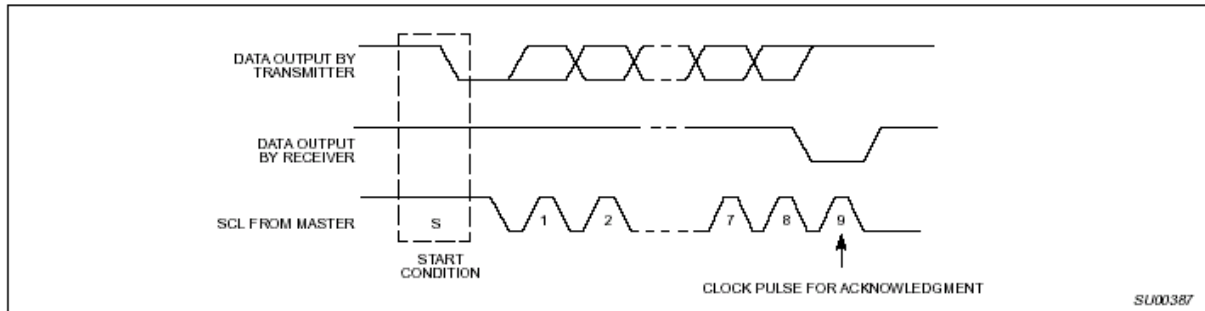 DATA OUTPUT BY
TRANSMITTER
DATA OUTPUT
BY RECEIVER
SCL FROM MASTER
S
1
2
7
8
9
START
CONDITION
CLOCK PULSE FOR ACKNOWLEDGMENT
SU00387